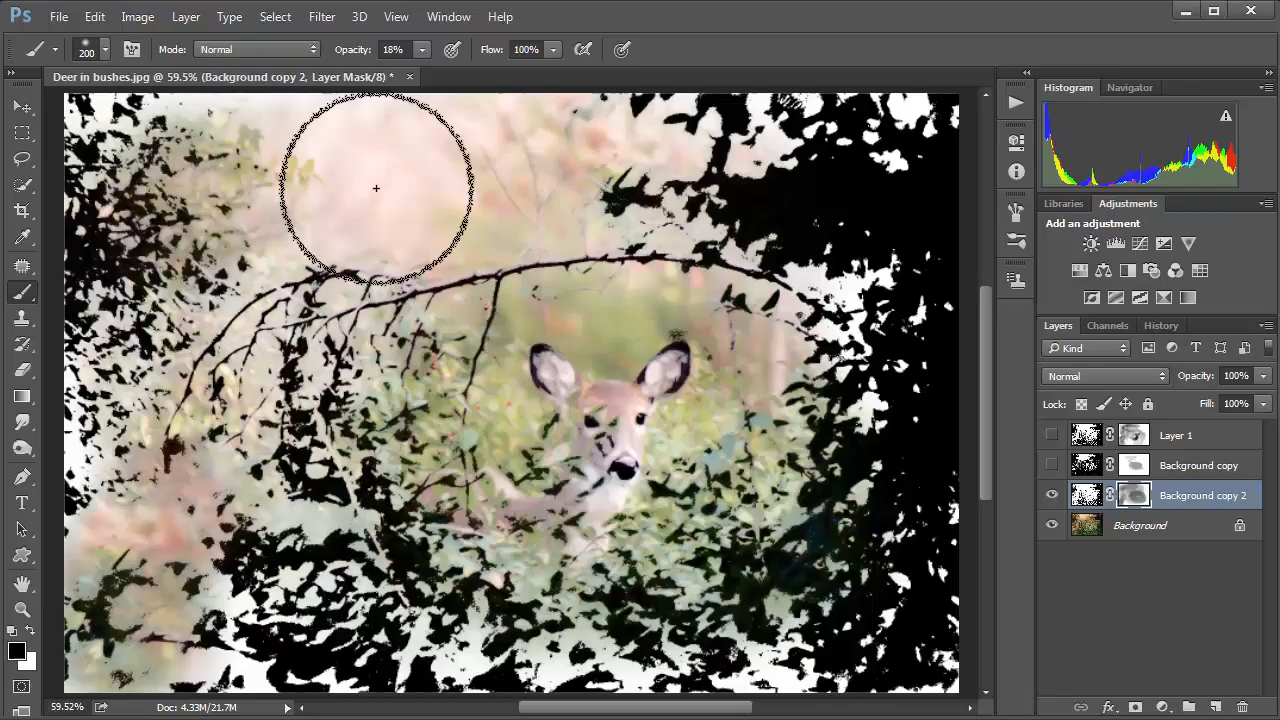 Ps File Edit Image Layer Type Select Filter 3D View Window Help
200 Mode: Normal Opacity: 18% Flow: 100%
Deer in bushes.jpg @ 59.5% (Background copy 2, Layer Mask/8) * ×
Histogram Navigator
Libraries Adjustments
Add an adjustment
Layers Channels History
Kind
Normal Opacity: 100%
Lock: Fill: 100%
Layer 1
Background copy
Background copy 2
Background
fx
59.52% Doc: 4.33M/21.7M